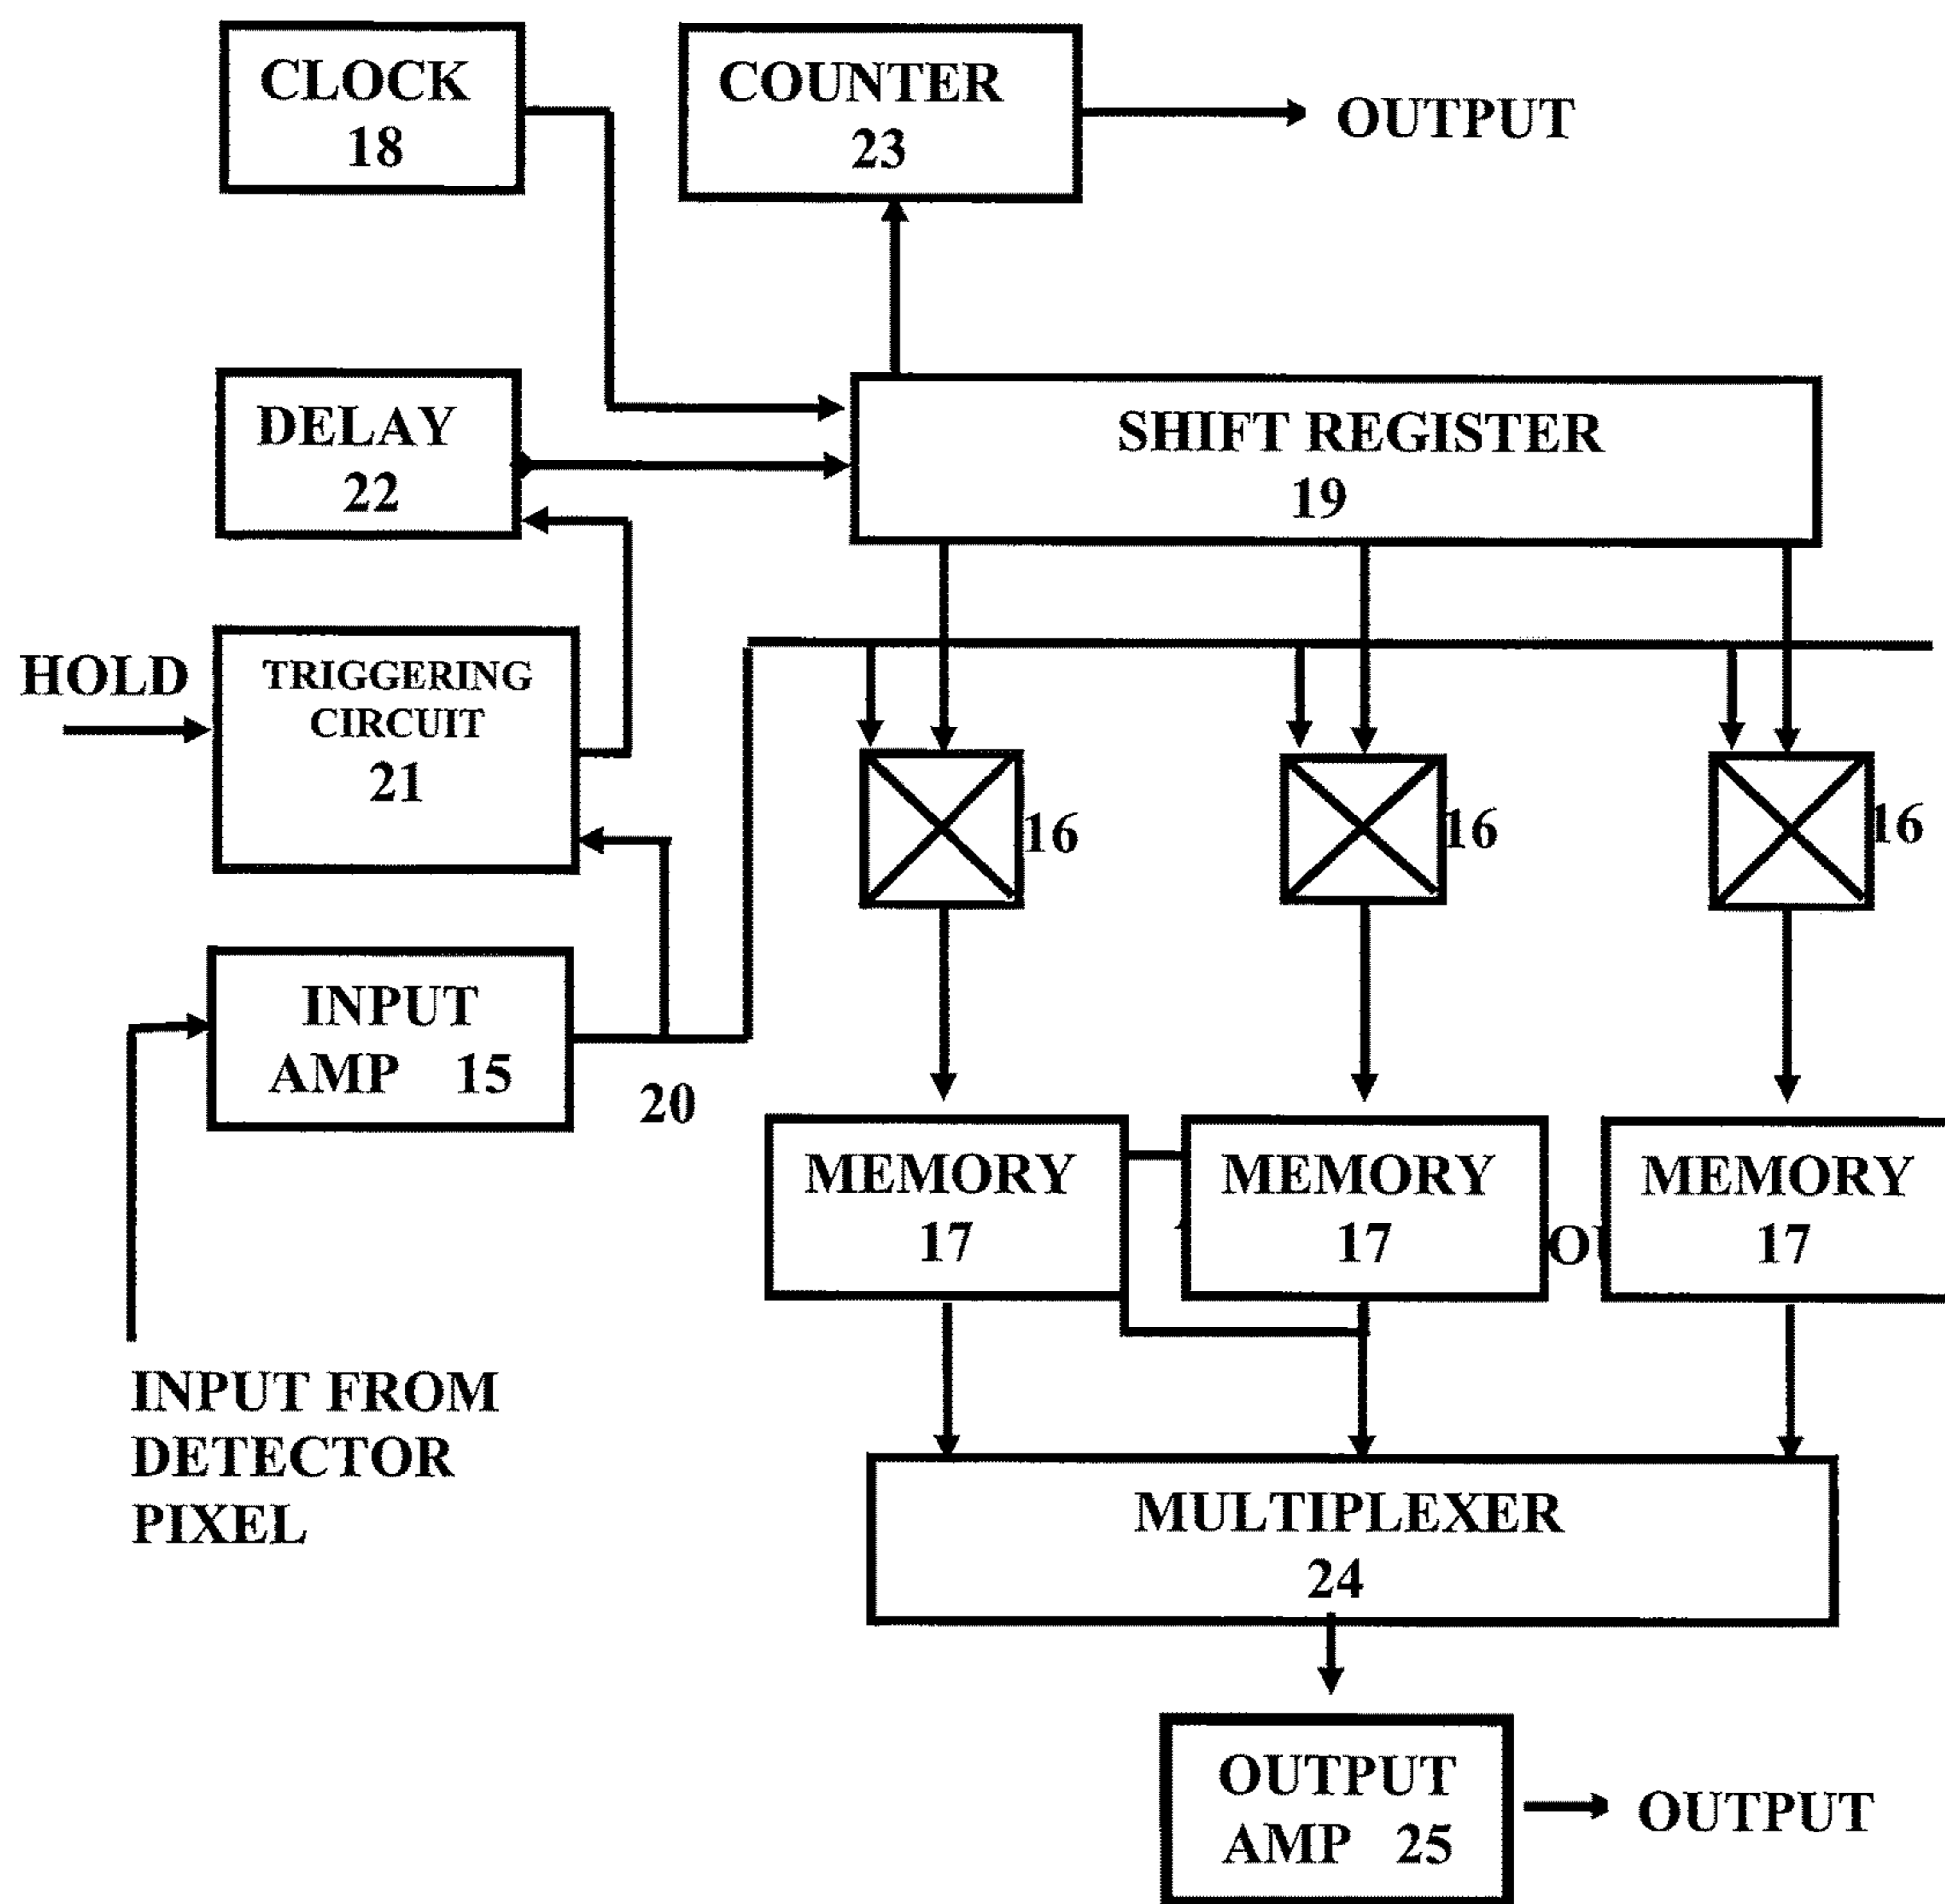 CLOCK
18
COUNTER
23
OUTPUT
DELAY
22
SHIFT REGISTER
19
HOLD
TRIGGERING
CIRCUIT
21
16
16
16
INPUT
AMP 15
20
MEMORY
17
MEMORY
17
MEMORY
17
INPUT FROM
DETECTOR
PIXEL
MULTIPLEXER
24
OUTPUT
AMP 25
OUTPUT